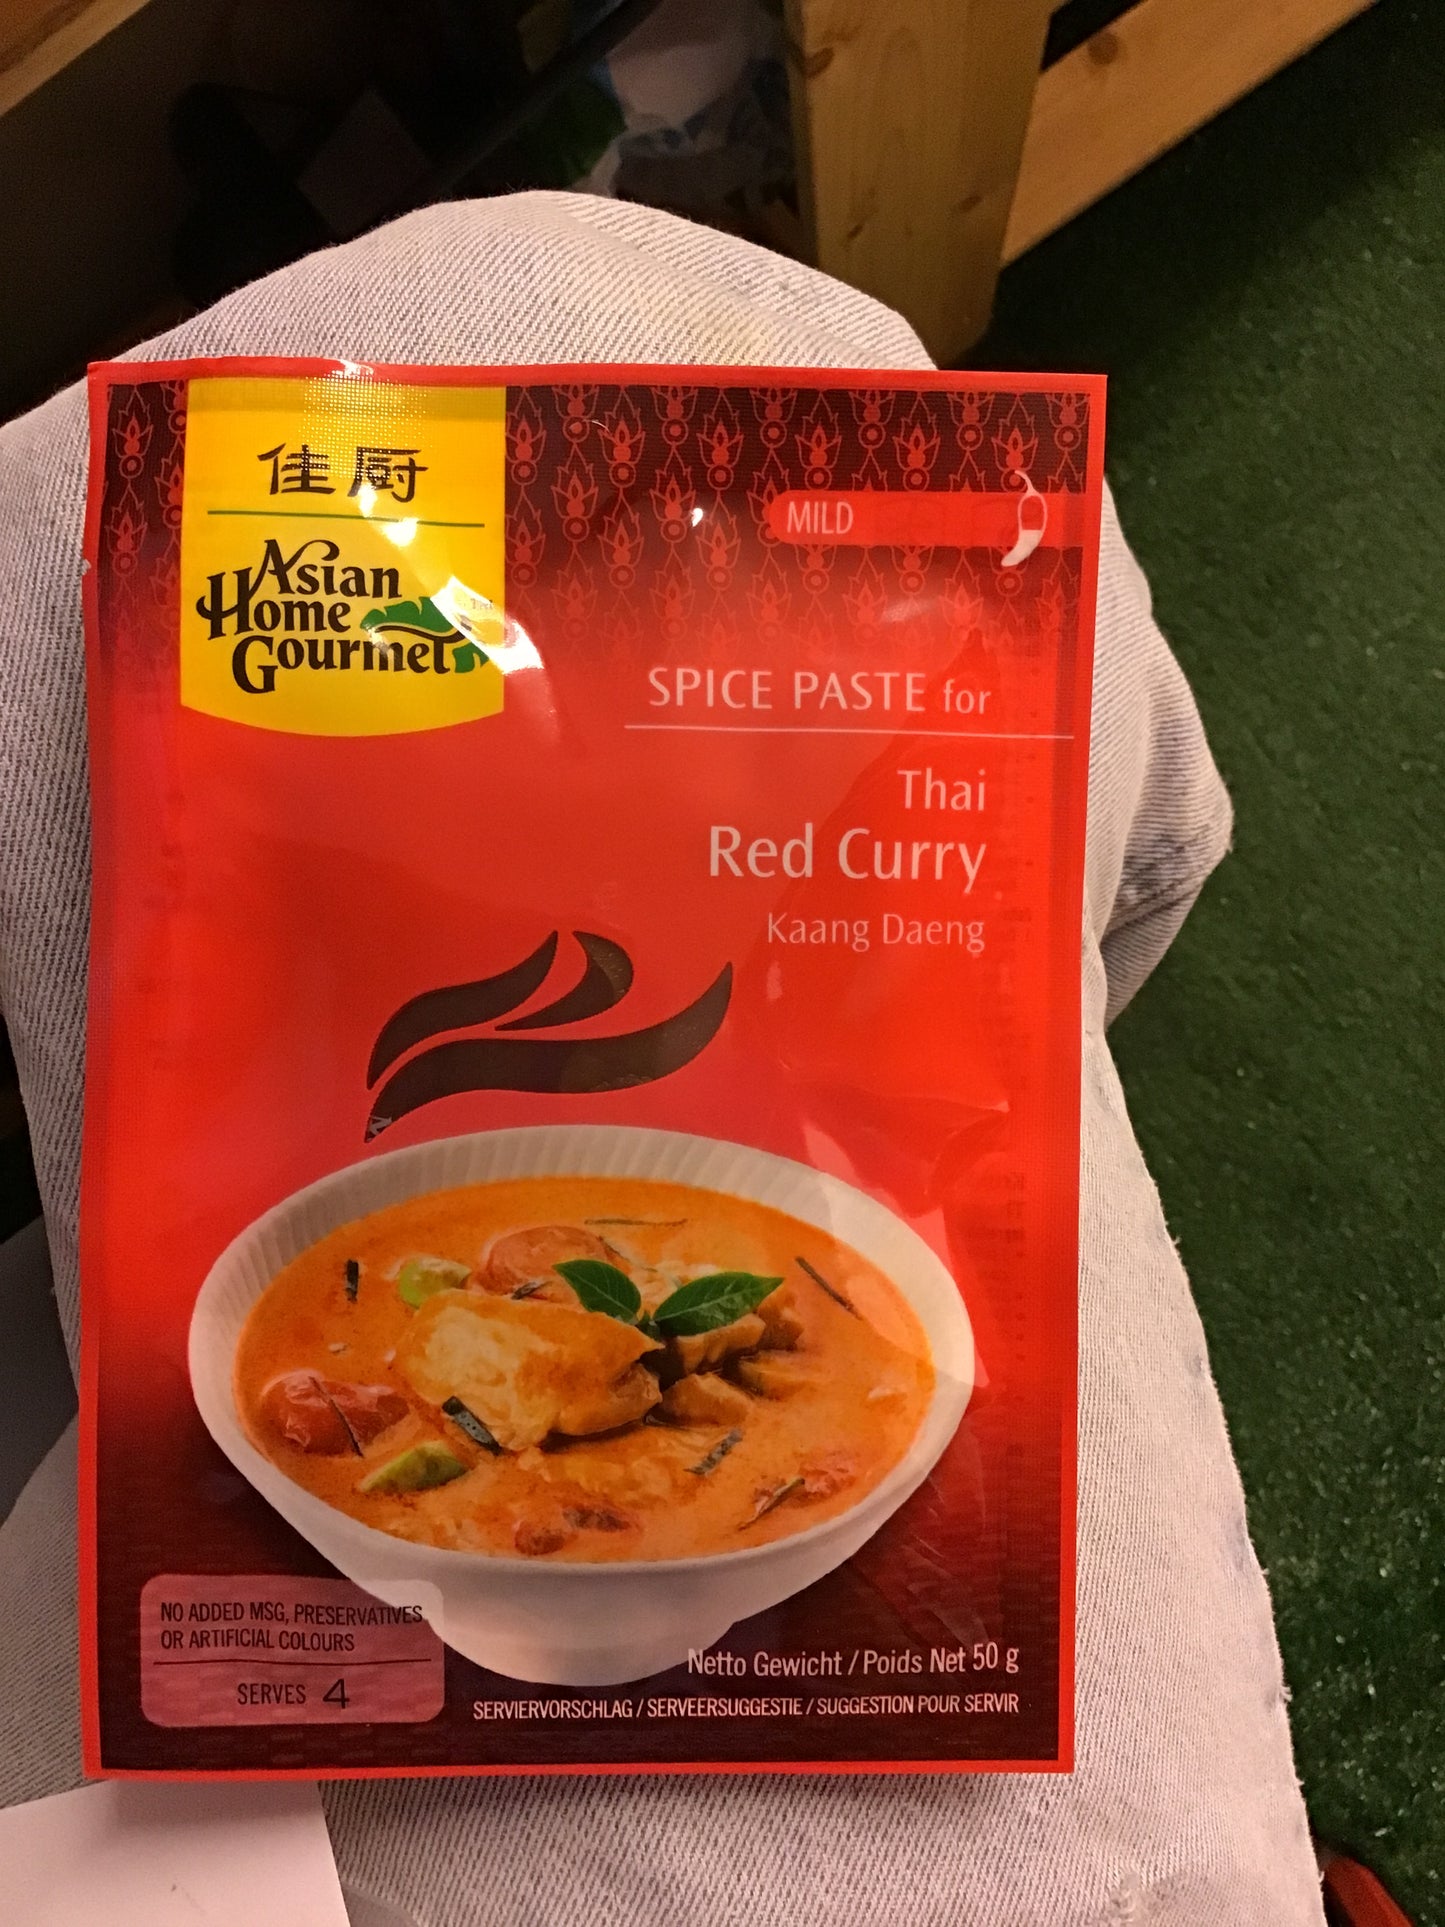 佳厨
Asian
Home
Gourmet
MILD
SPICE PASTE for
Thai
Red Curry
Kaang Daeng
NO ADDED MSG, PRESERVATIVES
OR ARTIFICIAL COLOURS
SERVES 4
Netto Gewicht / Poids Net 50 g
SERVIERVORSCHLAG / SERVEERSUGGESTIE / SUGGESTION POUR SERVIR